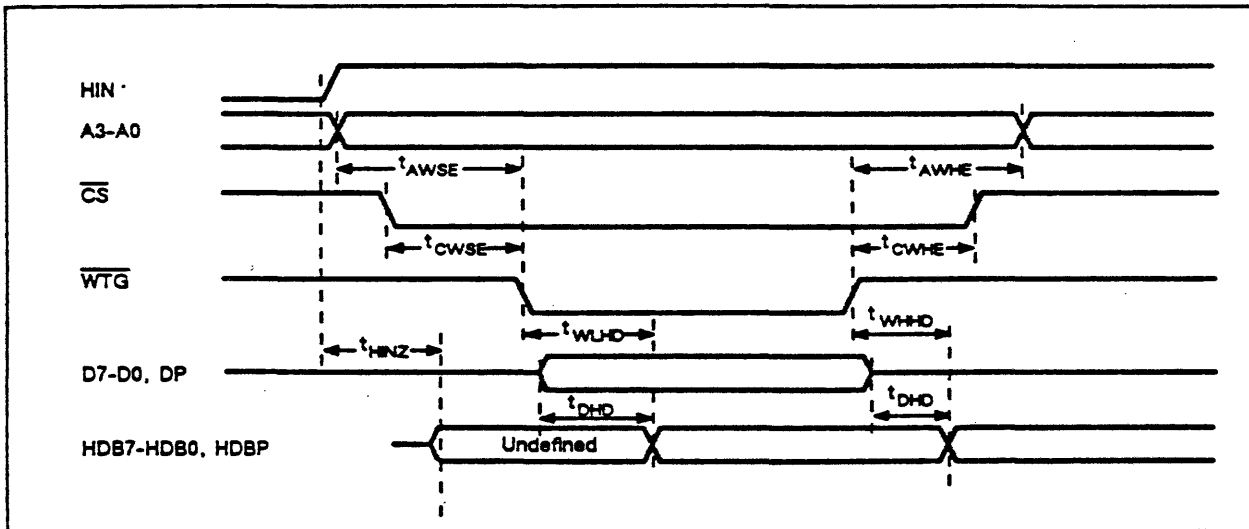 HIN
A3-A0
tAWSE
tAWHE
CS
tCWSE
tCWHE
WTG
tWLHD
tWHHD
tHINZ
D7-D0, DP
tDHD
tDHD
HDB7-HDB0, HDBP
Undefined